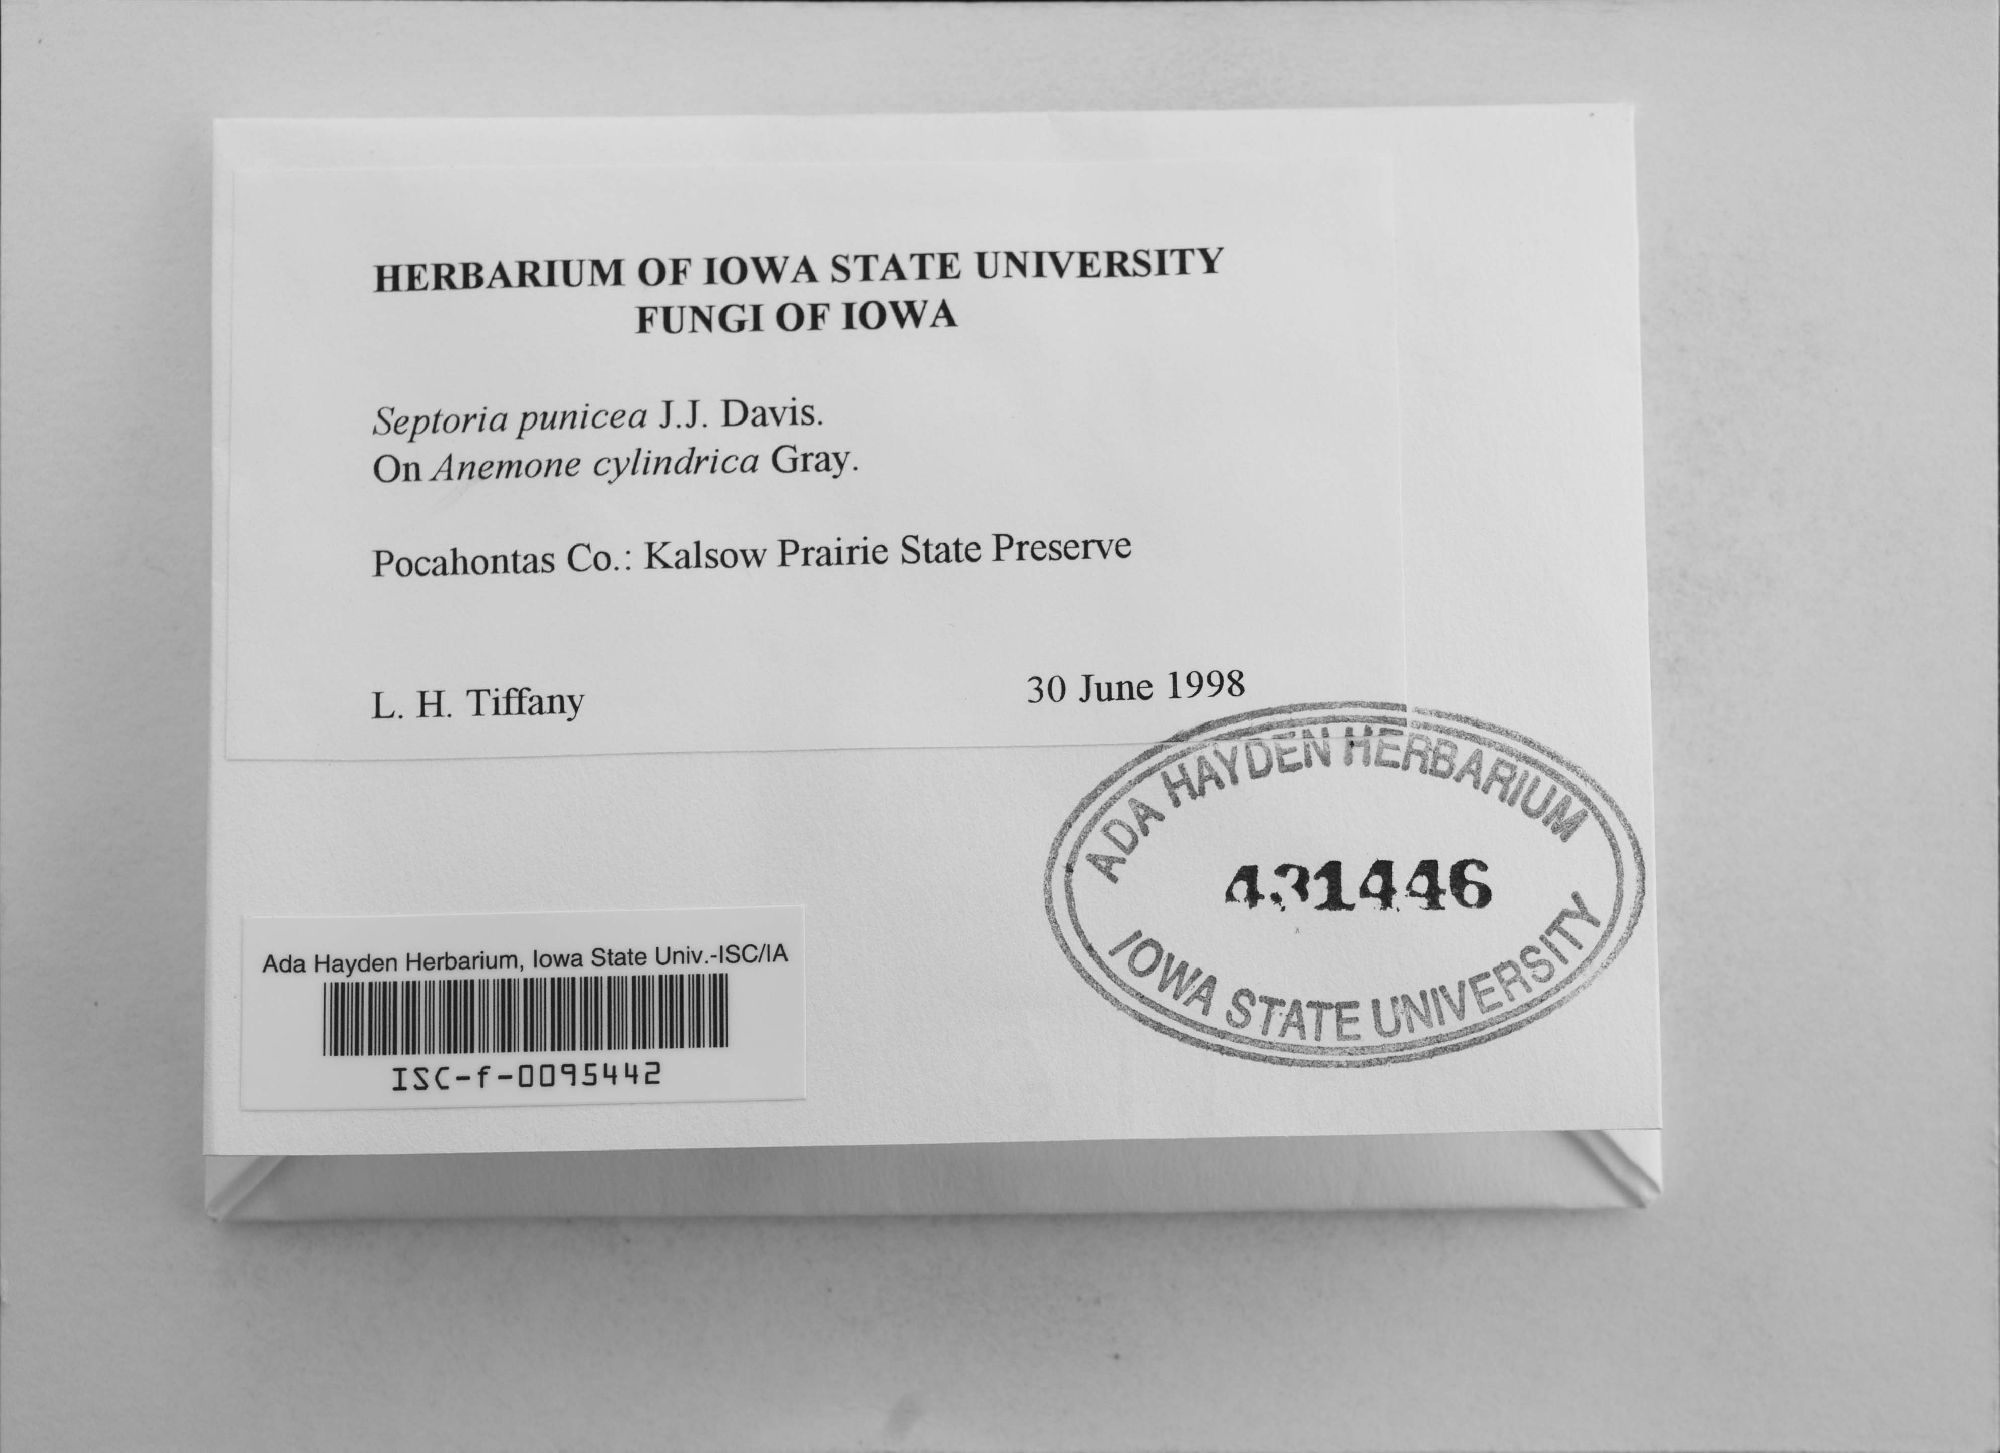 HERBARIUM OF IOWA STATE UNIVERSITY
FUNGI OF IOWA
Septoria punicea J.J. Davis.
On Anemone cylindrica Gray.
Pocahontas Co.: Kalsow Prairie State Preserve
L. H. Tiffany 30 June 1998
ADA HAYDEN HERBARIUM
431446
IOWA STATE UNIVERSITY
Ada Hayden Herbarium, Iowa State Univ.-ISC/IA
ISC-f-0095442